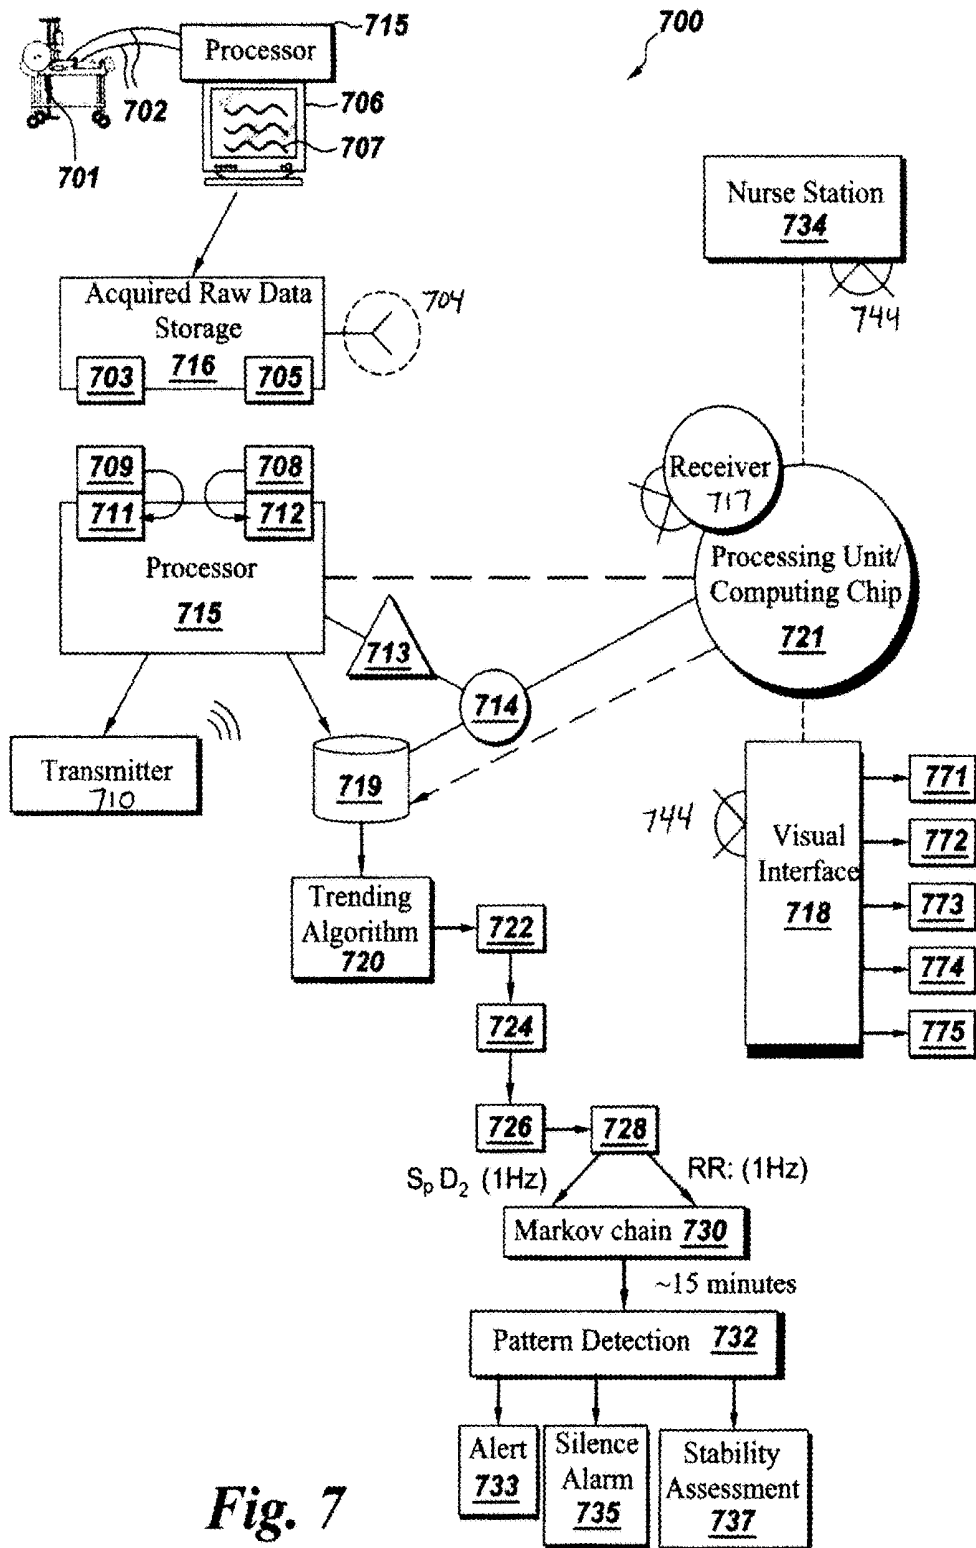 715
700
Processor
706
702
707
701
Nurse Station
734
744
Acquired Raw Data
Storage
716
704
703
705
709
708
711
712
Receiver
717
Processor
715
Processing Unit/
Computing Chip
721
713
714
Transmitter
710
719
744
Visual
Interface
718
771
772
773
774
775
Trending
Algorithm
720
722
724
726
728
SpD2 (1Hz)
RR: (1Hz)
Markov chain 730
~15 minutes
Pattern Detection 732
Alert
733
Silence
Alarm
735
Stability
Assessment
737
Fig. 7